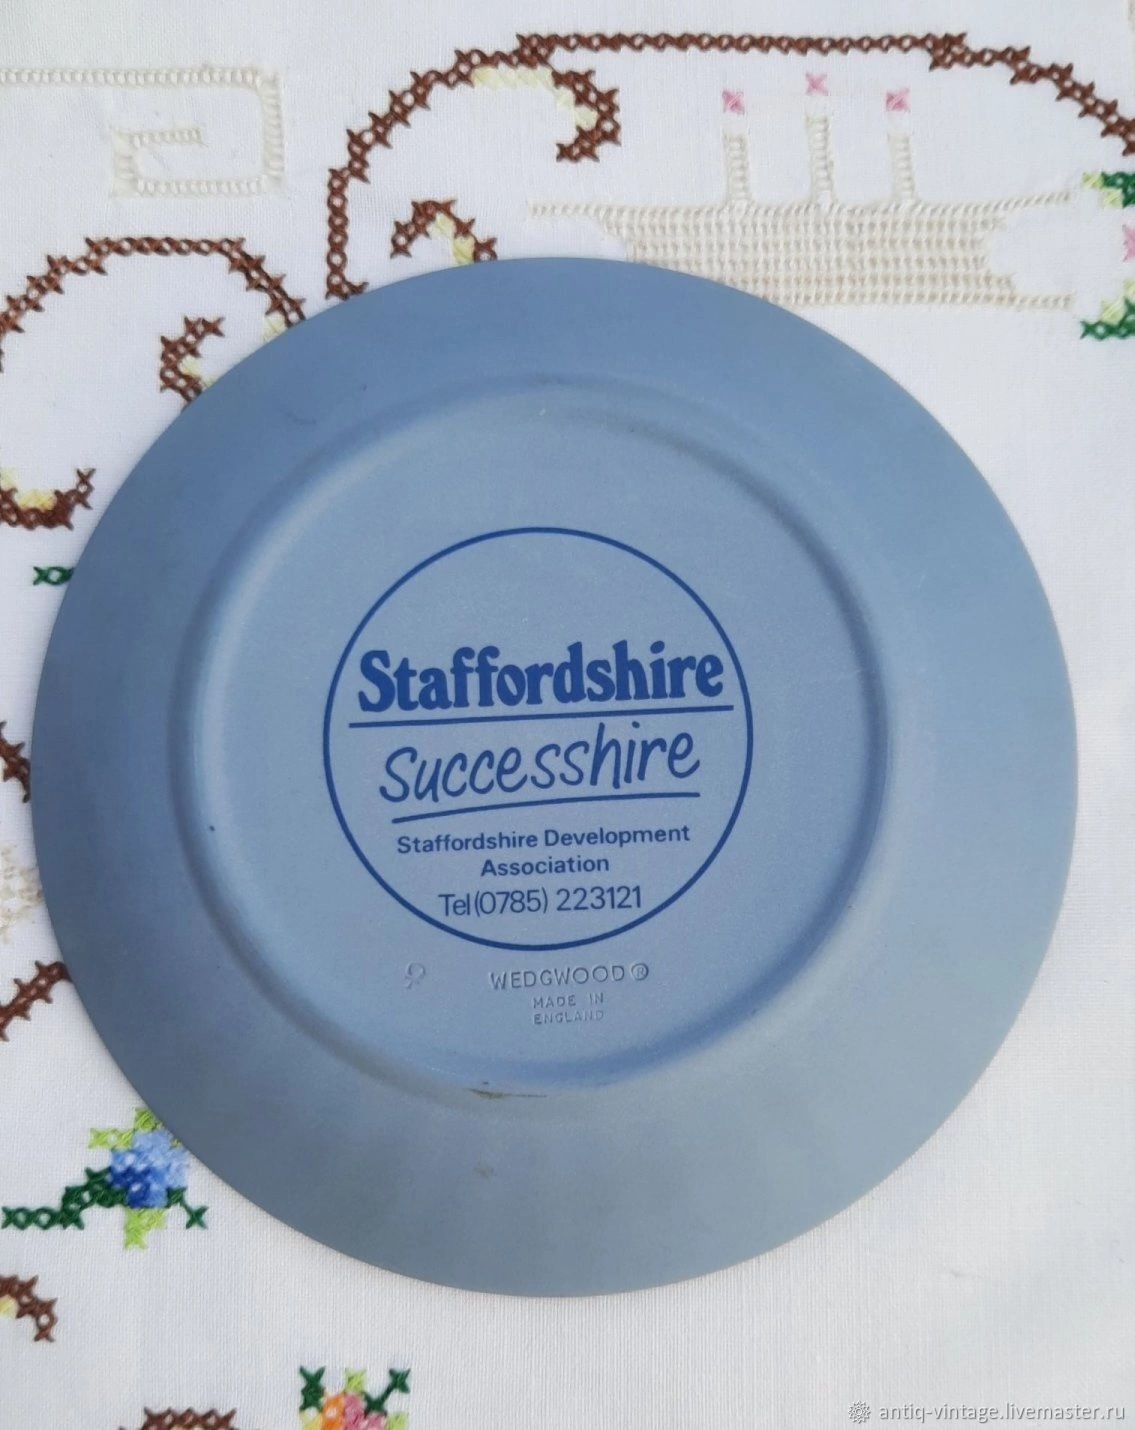 Staffordshire
Successhire
Staffordshire Development
Association
Tel(0785) 223121
WEDGWOOD®
MADE IN
ENGLAND
antiq-vintage.livemaster.ru